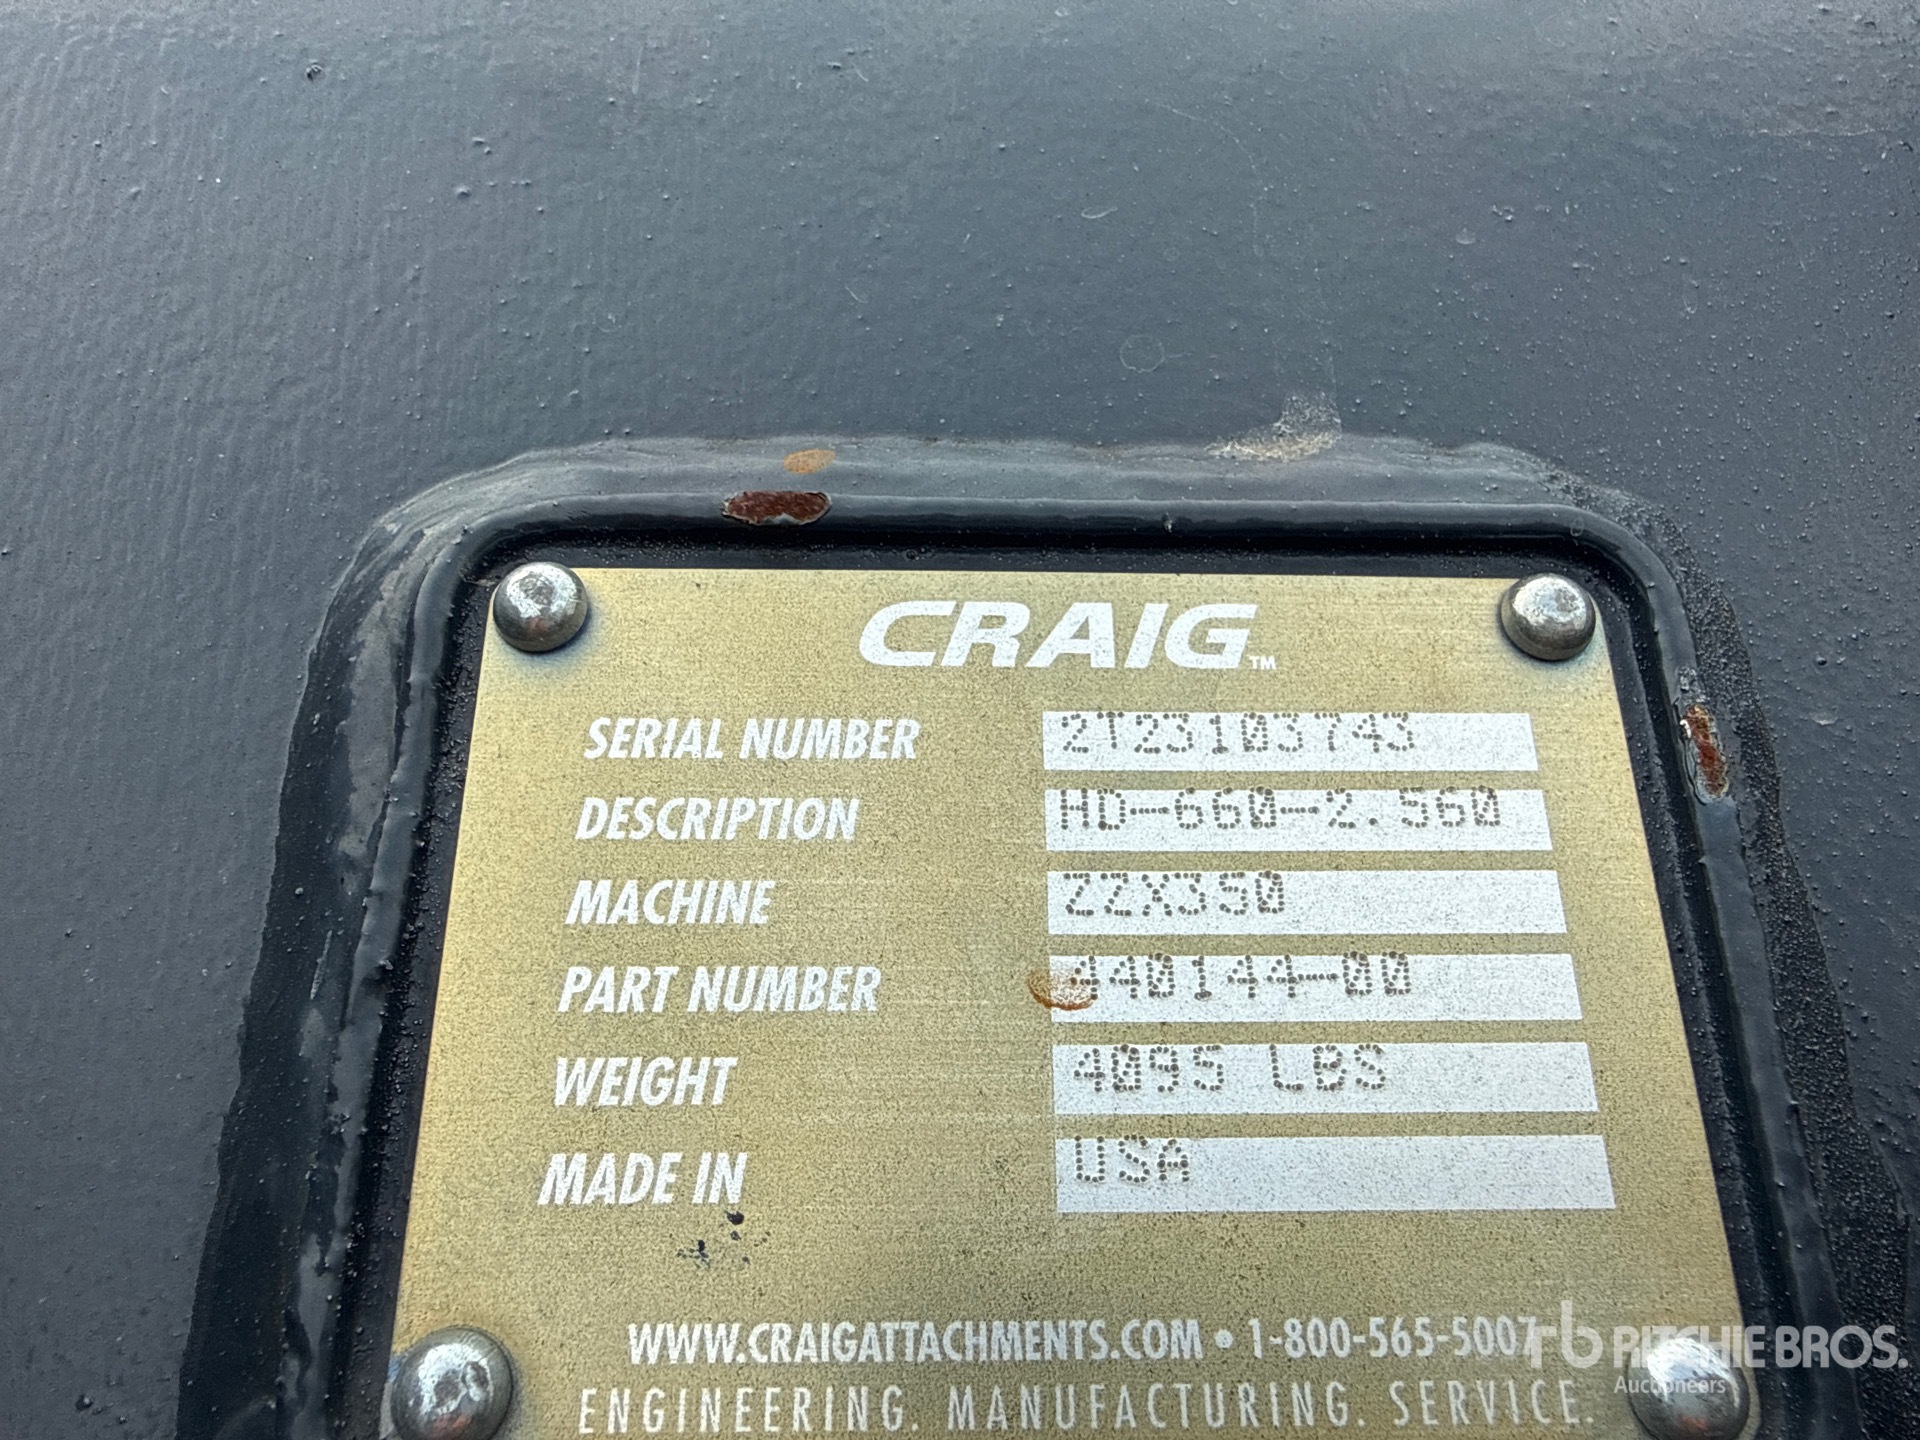 CRAIG™
SERIAL NUMBER 2T23103743
DESCRIPTION HD-660-2.560
MACHINE ZZX350
PART NUMBER 440144-00
WEIGHT 4095 LBS
MADE IN USA
WWW.CRAIGATTACHMENTS.COM • 1-800-565-5007
ENGINEERING. MANUFACTURING. SERVICE.
rb RITCHIE BROS.
Auctioneers